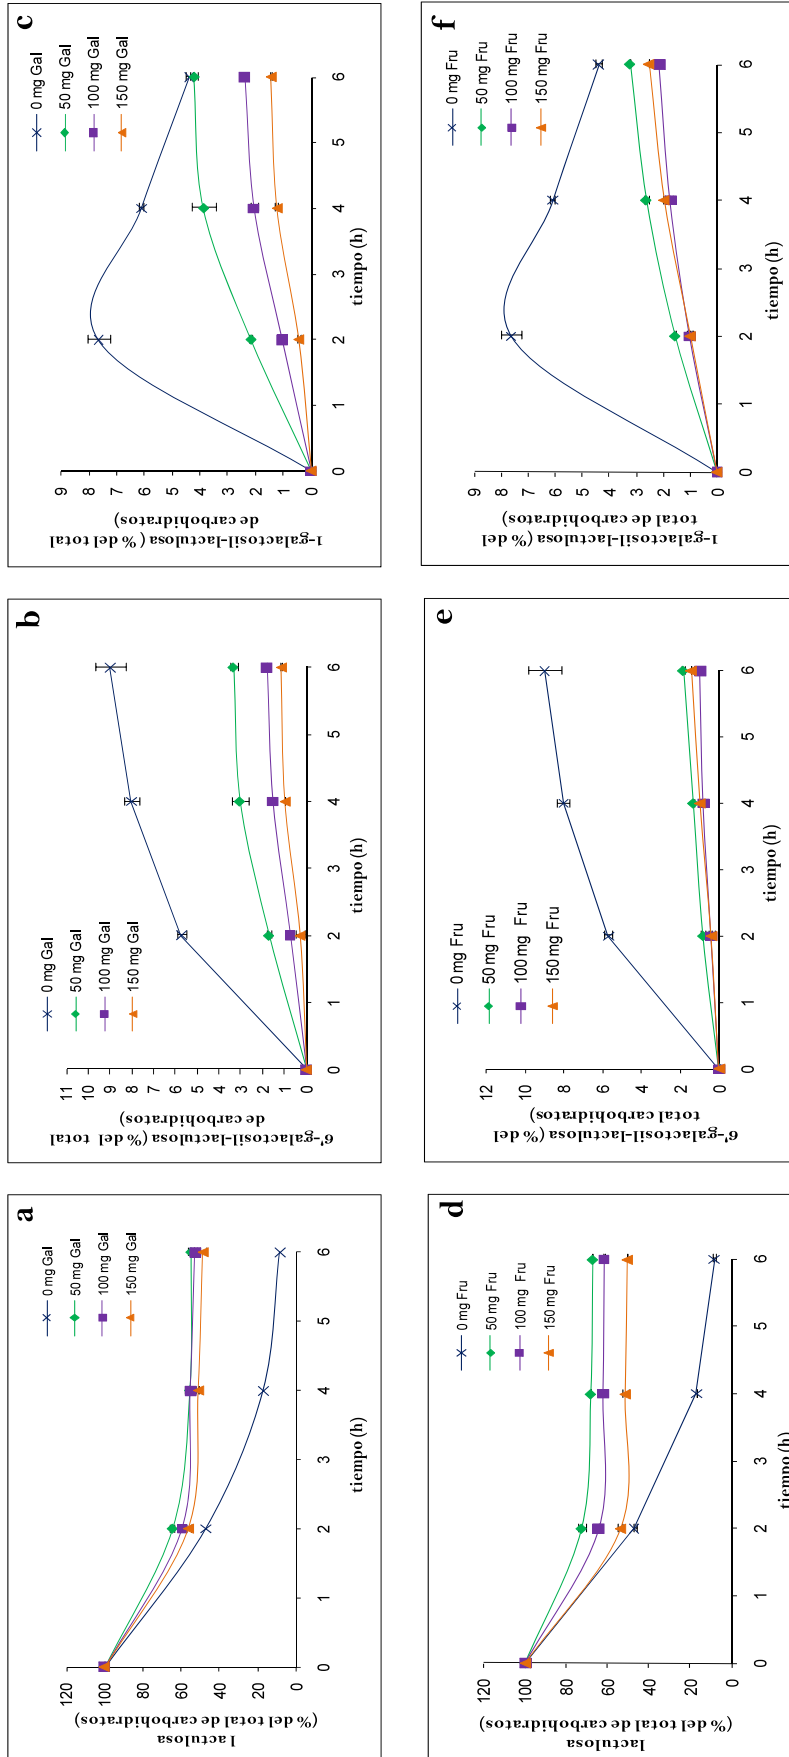 a
0 mg Gal
50 mg Gal
100 mg Gal
150 mg Gal
120
100
80
60
40
20
0
0 1 2 3 4 5 6
tiempo (h)
lactulosa
(% del total de carbohidratos)
b
0 mg Gal
50 mg Gal
100 mg Gal
150 mg Gal
11
10
9
8
7
6
5
4
3
2
1
0
0 1 2 3 4 5 6
tiempo (h)
6'-galactosil-lactulosa (% del total
de carbohidratos)
c
0 mg Gal
50 mg Gal
100 mg Gal
150 mg Gal
9
8
7
6
5
4
3
2
1
0
0 1 2 3 4 5 6
tiempo (h)
1-galactosil-lactulosa (% del total
de carbohidratos)
d
0 mg Fru
50 mg Fru
100 mg Fru
150 mg Fru
120
100
80
60
40
20
0
0 1 2 3 4 5 6
tiempo (h)
lactulosa
(% del total de carbohidratos)
e
0 mg Fru
50 mg Fru
100 mg Fru
150 mg Fru
12
10
8
6
4
2
0
0 1 2 3 4 5 6
tiempo (h)
6'-galactosil-lactulosa (% del
total carbohidratos)
f
0 mg Fru
50 mg Fru
100 mg Fru
150 mg Fru
9
8
7
6
5
4
3
2
1
0
0 1 2 3 4 5 6
tiempo (h)
1-galactosil-lactulosa (% del
total de carbohidratos)